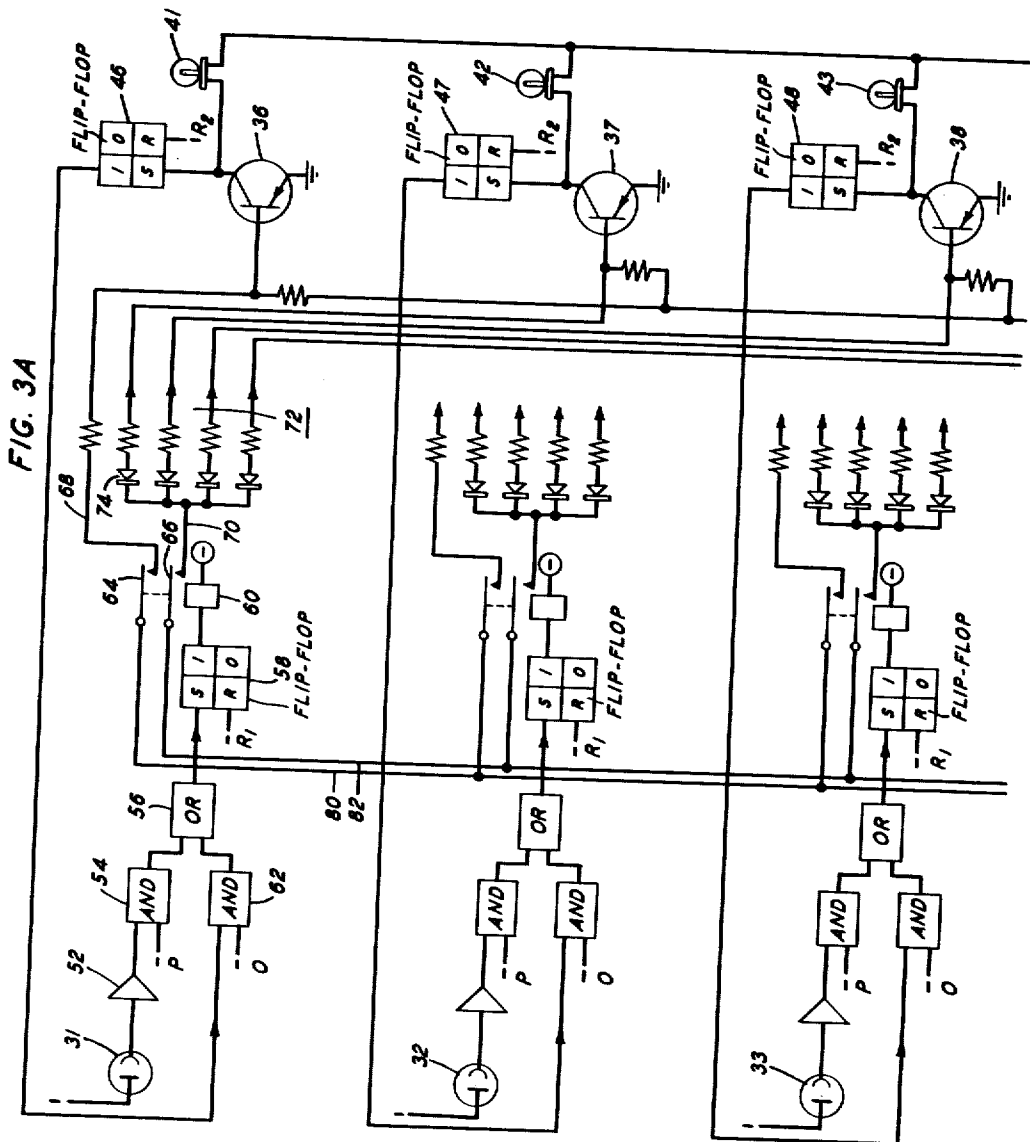 FIG. 3A
FLIP-FLOP
41
1 0
S R
46
R2
36
68
74
72
70
64
66
60
58
S 1
R 0
FLIP-FLOP
R1
80
82
56
OR
54
AND
62
AND
52
P
O
31
FLIP-FLOP
42
1 0
S R
47
R2
37
S 1
R 0
FLIP-FLOP
R1
OR
AND
AND
P
O
32
FLIP-FLOP
43
1 0
S R
48
R2
38
S 1
R 0
FLIP-FLOP
R1
OR
AND
AND
P
O
33